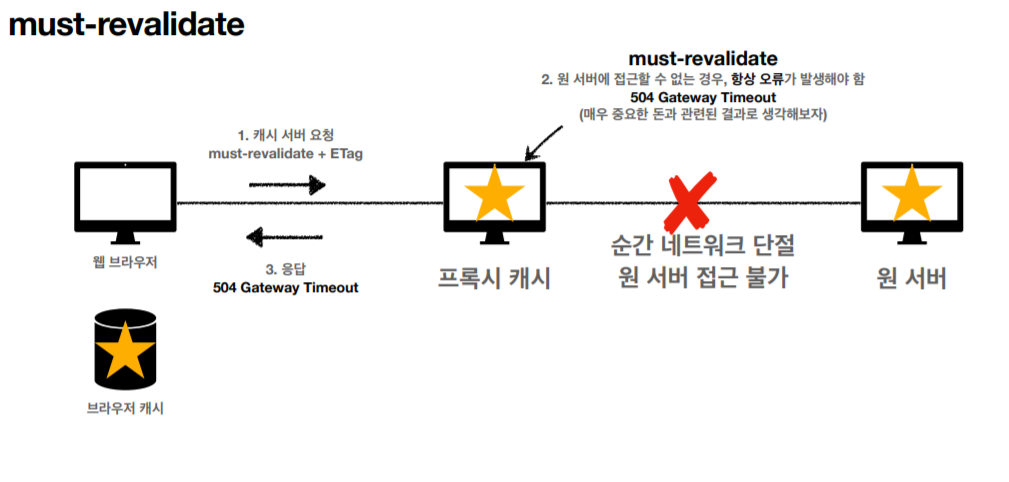 must-revalidate
must-revalidate
2. 원 서버에 접근할 수 없는 경우, 항상 오류가 발생해야 함
504 Gateway Timeout
(매우 중요한 돈과 관련된 결과로 생각해보자)
1. 캐시 서버 요청
must-revalidate + ETag
순간 네트워크 단절
원 서버 접근 불가
웹 브라우저
3. 응답
504 Gateway Timeout
프록시 캐시
원 서버
브라우저 캐시